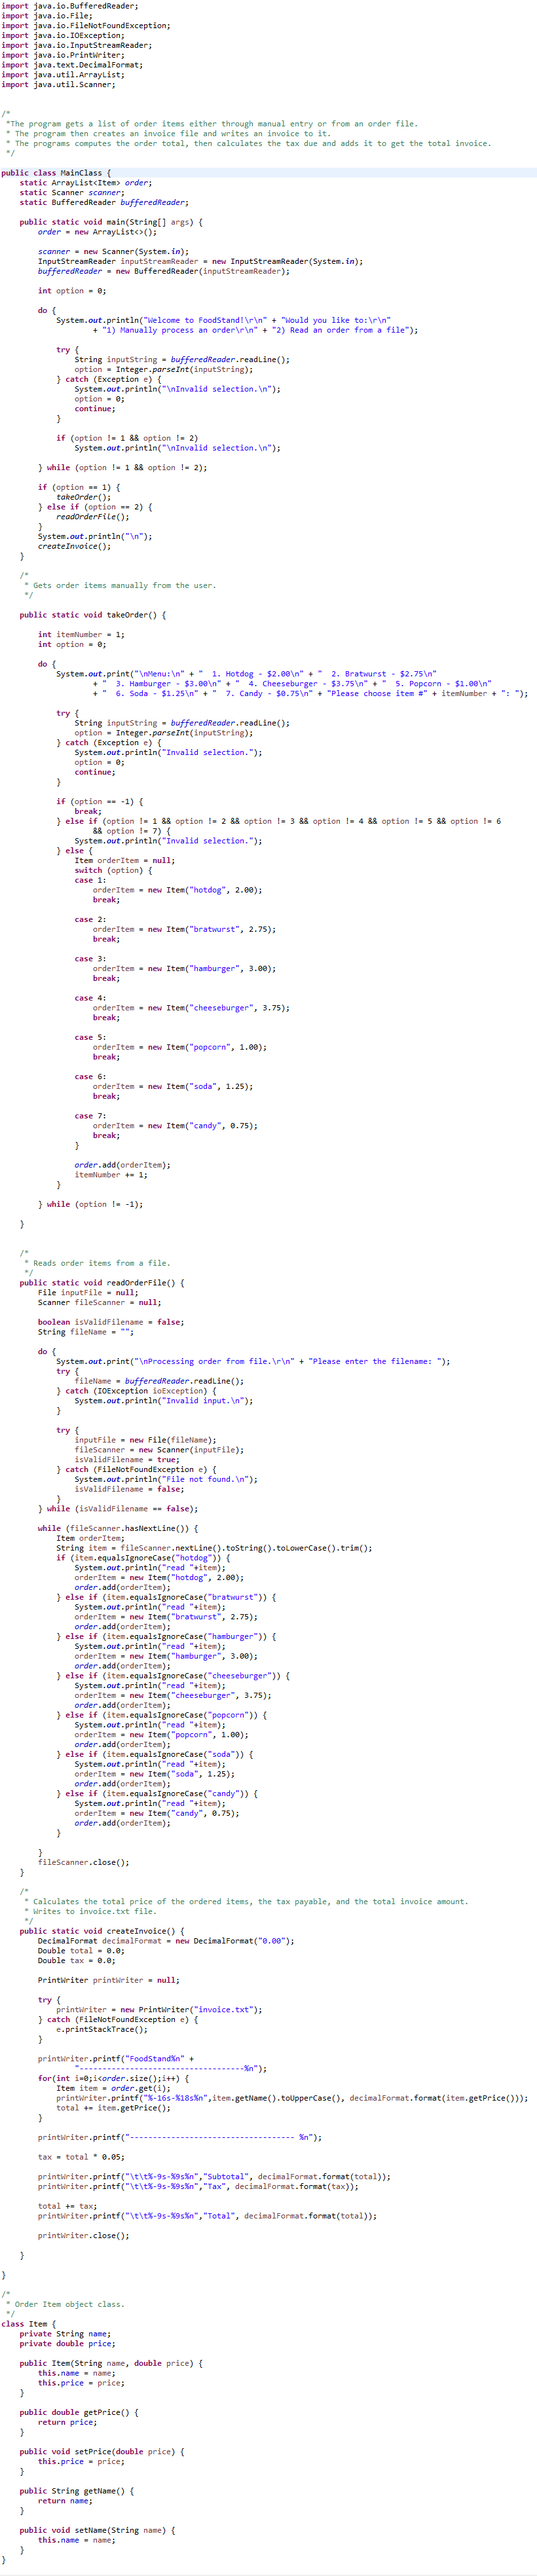 import java.io.BufferedReader;
import java.io.File;
import java.io.FileNotFoundException;
import java.io.IOException;
import java.io.InputStreamReader;
import java.io.PrintWriter;
import java.text.DecimalFormat;
import java.util.ArrayList;
import java.util.Scanner;
/*
*The program gets a list of order items either through manual entry or from an order file.
* The program then creates an invoice file and writes an invoice to it.
* The programs computes the order total, then calculates the tax due and adds it to get the total invoice.
*/
public class MainClass {
static ArrayList<Item> order;
static Scanner scanner;
static BufferedReader bufferedReader;
public static void main(String[] args) {
order = new ArrayList<>();
scanner = new Scanner(System.in);
InputStreamReader inputStreamReader = new InputStreamReader(System.in);
bufferedReader = new BufferedReader(inputStreamReader);
int option = 0;
do {
System.out.println("Welcome to FoodStand!\r\n" + "Would you like to:\r\n"
+ "1) Manually process an order\r\n" + "2) Read an order from a file");
try {
String inputString = bufferedReader.readLine();
option = Integer.parseInt(inputString);
} catch (Exception e) {
System.out.println("\nInvalid selection.\n");
option = 0;
continue;
}
if (option != 1 && option != 2)
System.out.println("\nInvalid selection.\n");
} while (option != 1 && option != 2);
if (option == 1) {
takeOrder();
} else if (option == 2) {
readOrderFile();
}
System.out.println("\n");
createInvoice();
}
/*
* Gets order items manually from the user.
*/
public static void takeOrder() {
int itemNumber = 1;
int option = 0;
do {
System.out.print("\nMenu:\n" + "  1. Hotdog - $2.00\n" + "  2. Bratwurst - $2.75\n"
+ "  3. Hamburger - $3.00\n" + "  4. Cheeseburger - $3.75\n" + "  5. Popcorn - $1.00\n"
+ "  6. Soda - $1.25\n" + "  7. Candy - $0.75\n" + "Please choose item #" + itemNumber + ": ");
try {
String inputString = bufferedReader.readLine();
option = Integer.parseInt(inputString);
} catch (Exception e) {
System.out.println("Invalid selection.");
option = 0;
continue;
}
if (option == -1) {
break;
} else if (option != 1 && option != 2 && option != 3 && option != 4 && option != 5 && option != 6
&& option != 7) {
System.out.println("Invalid selection.");
} else {
Item orderItem = null;
switch (option) {
case 1:
orderItem = new Item("hotdog", 2.00);
break;
case 2:
orderItem = new Item("bratwurst", 2.75);
break;
case 3:
orderItem = new Item("hamburger", 3.00);
break;
case 4:
orderItem = new Item("cheeseburger", 3.75);
break;
case 5:
orderItem = new Item("popcorn", 1.00);
break;
case 6:
orderItem = new Item("soda", 1.25);
break;
case 7:
orderItem = new Item("candy", 0.75);
break;
}
order.add(orderItem);
itemNumber += 1;
}
} while (option != -1);
}
/*
* Reads order items from a file.
*/
public static void readOrderFile() {
File inputFile = null;
Scanner fileScanner = null;
boolean isValidFilename = false;
String fileName = "";
do {
System.out.print("\nProcessing order from file.\r\n" + "Please enter the filename: ");
try {
fileName = bufferedReader.readLine();
} catch (IOException ioException) {
System.out.println("Invalid input.\n");
}
try {
inputFile = new File(fileName);
fileScanner = new Scanner(inputFile);
isValidFilename = true;
} catch (FileNotFoundException e) {
System.out.println("File not found.\n");
isValidFilename = false;
}
} while (isValidFilename == false);
while (fileScanner.hasNextLine()) {
Item orderItem;
String item = fileScanner.nextLine().toString().toLowerCase().trim();
if (item.equalsIgnoreCase("hotdog")) {
System.out.println("read "+item);
orderItem = new Item("hotdog", 2.00);
order.add(orderItem);
} else if (item.equalsIgnoreCase("bratwurst")) {
System.out.println("read "+item);
orderItem = new Item("bratwurst", 2.75);
order.add(orderItem);
} else if (item.equalsIgnoreCase("hamburger")) {
System.out.println("read "+item);
orderItem = new Item("hamburger", 3.00);
order.add(orderItem);
} else if (item.equalsIgnoreCase("cheeseburger")) {
System.out.println("read "+item);
orderItem = new Item("cheeseburger", 3.75);
order.add(orderItem);
} else if (item.equalsIgnoreCase("popcorn")) {
System.out.println("read "+item);
orderItem = new Item("popcorn", 1.00);
order.add(orderItem);
} else if (item.equalsIgnoreCase("soda")) {
System.out.println("read "+item);
orderItem = new Item("soda", 1.25);
order.add(orderItem);
} else if (item.equalsIgnoreCase("candy")) {
System.out.println("read "+item);
orderItem = new Item("candy", 0.75);
order.add(orderItem);
}
}
fileScanner.close();
}
/*
* Calculates the total price of the ordered items, the tax payable, and the total invoice amount.
* Writes to invoice.txt file.
*/
public static void createInvoice() {
DecimalFormat decimalFormat = new DecimalFormat("0.00");
Double total = 0.0;
Double tax = 0.0;
PrintWriter printWriter = null;
try {
printWriter = new PrintWriter("invoice.txt");
} catch (FileNotFoundException e) {
e.printStackTrace();
}
printWriter.printf("FoodStand%n" +
"------------------------------------%n");
for(int i=0;i<order.size();i++) {
Item item = order.get(i);
printWriter.printf("%-16s-%18s%n",item.getName().toUpperCase(), decimalFormat.format(item.getPrice()));
total += item.getPrice();
}
printWriter.printf("------------------------------------ %n");
tax = total * 0.05;
printWriter.printf("\t\t%-9s-%9s%n","Subtotal", decimalFormat.format(total));
printWriter.printf("\t\t%-9s-%9s%n","Tax", decimalFormat.format(tax));
total += tax;
printWriter.printf("\t\t%-9s-%9s%n","Total", decimalFormat.format(total));
printWriter.close();
}
}
/*
* Order Item object class.
*/
class Item {
private String name;
private double price;
public Item(String name, double price) {
this.name = name;
this.price = price;
}
public double getPrice() {
return price;
}
public void setPrice(double price) {
this.price = price;
}
public String getName() {
return name;
}
public void setName(String name) {
this.name = name;
}
}